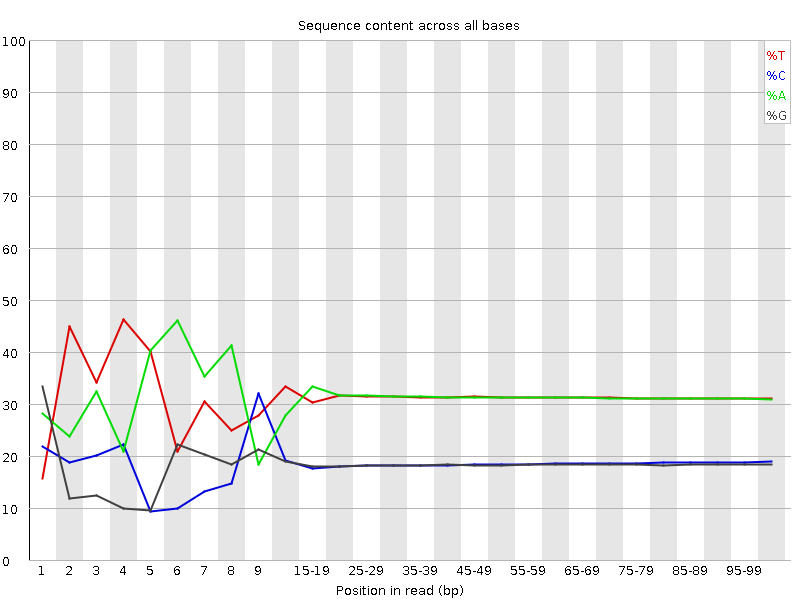 Sequence content across all bases
100
90
80
70
60
50
40
30
20
10
0
%T
%C
%A
%G
1 2 3 4 5 6 7 8 9 15-19 25-29 35-39 45-49 55-59 65-69 75-79 85-89 95-99
Position in read (bp)